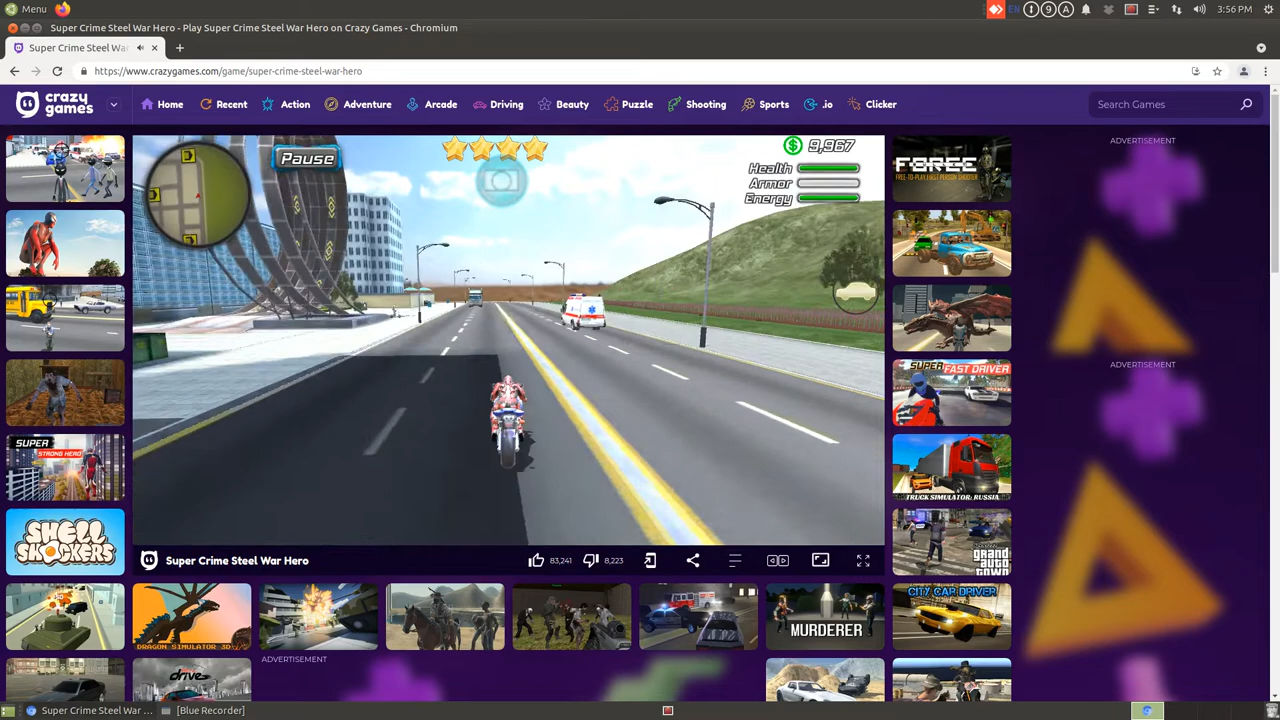 Menu
EN
3:56 PM
Super Crime Steel War Hero - Play Super Crime Steel War Hero on Crazy Games - Chromium
Super Crime Steel War
https://www.crazygames.com/game/super-crime-steel-war-hero
crazy
games
Home
Recent
Action
Adventure
Arcade
Driving
Beauty
Puzzle
Shooting
Sports
.io
Clicker
Search Games
Pause
9,967
Health
Armor
Energy
FORCE
FREE-TO-PLAY FIRST PERSON SHOOTER
ADVERTISEMENT
SUPER
FAST DRIVER
ADVERTISEMENT
SUPER
STRONG HERO
TRUCK SIMULATOR: RUSSIA
SHELL
SHOCKERS
GRAND
AUTO
TOWN
Super Crime Steel War Hero
83,241
8,223
DRAGON SIMULATOR 3D
MURDERER
CITY CAR DRIVER
ADVERTISEMENT
drive
Super Crime Steel War ...
[Blue Recorder]